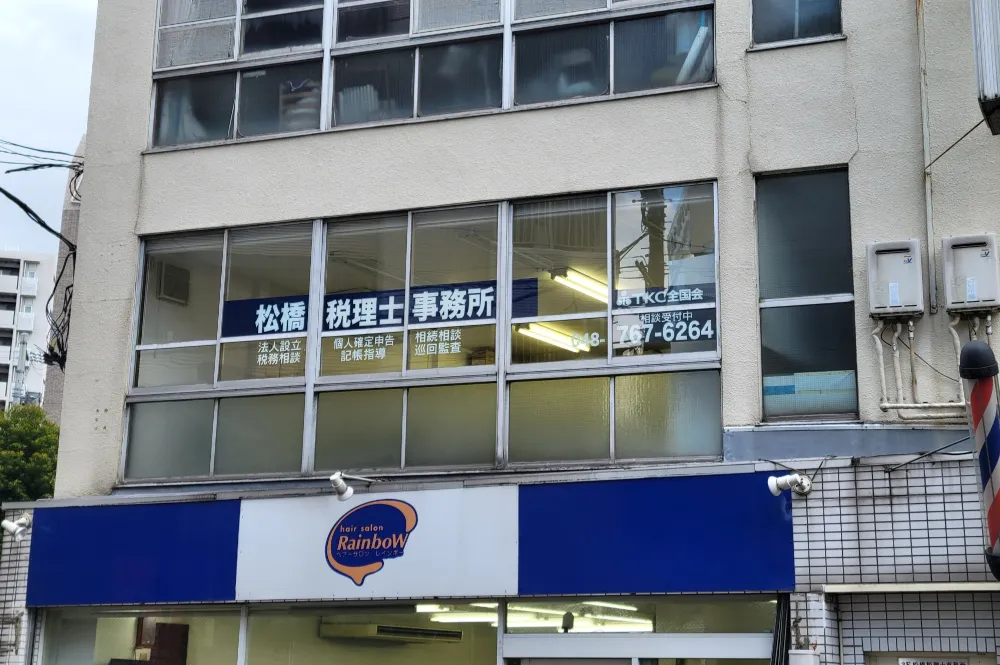 松橋 税理士 事務所
TKC全国会
法人設立
税務相談
個人確定申告
記帳指導
相続相談
巡回監査
相談受付中
048-767-6264
hair salon
RainboW
ヘアーサロン レインボー